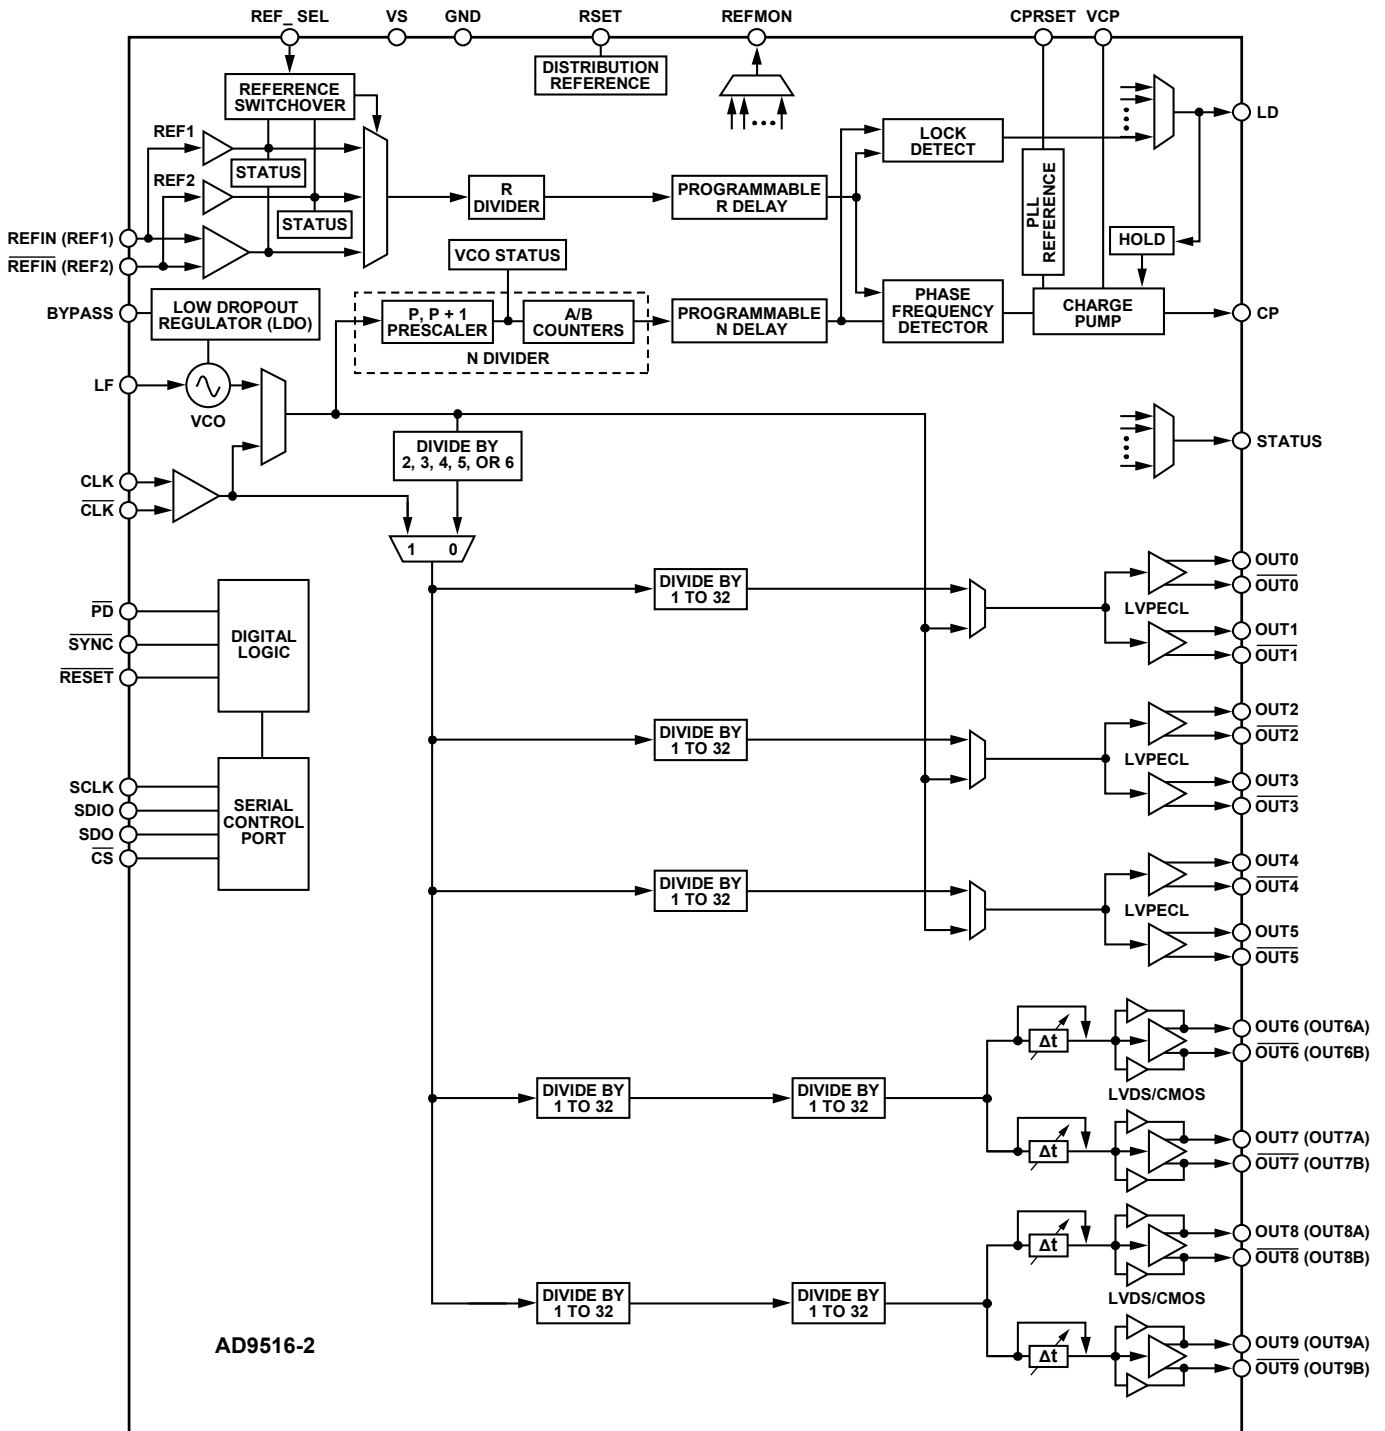 REF_ SEL
VS
GND
RSET
REFMON
CPRSET
VCP
DISTRIBUTION
REFERENCE
REFERENCE
SWITCHOVER
REF1
STATUS
REF2
STATUS
REFIN (REF1)
REFIN (REF2)
R
DIVIDER
PROGRAMMABLE
R DELAY
LOCK
DETECT
PLL
REFERENCE
LD
HOLD
VCO STATUS
BYPASS
LOW DROPOUT
REGULATOR (LDO)
P, P + 1
PRESCALER
A/B
COUNTERS
N DIVIDER
PROGRAMMABLE
N DELAY
PHASE
FREQUENCY
DETECTOR
CHARGE
PUMP
CP
LF
VCO
DIVIDE BY
2, 3, 4, 5, OR 6
STATUS
CLK
CLK
1 0
PD
SYNC
RESET
DIGITAL
LOGIC
SCLK
SDIO
SDO
CS
SERIAL
CONTROL
PORT
DIVIDE BY
1 TO 32
LVPECL
OUT0
OUT0
OUT1
OUT1
DIVIDE BY
1 TO 32
LVPECL
OUT2
OUT2
OUT3
OUT3
DIVIDE BY
1 TO 32
LVPECL
OUT4
OUT4
OUT5
OUT5
DIVIDE BY
1 TO 32
DIVIDE BY
1 TO 32
Δt
OUT6 (OUT6A)
OUT6 (OUT6B)
LVDS/CMOS
Δt
OUT7 (OUT7A)
OUT7 (OUT7B)
DIVIDE BY
1 TO 32
DIVIDE BY
1 TO 32
Δt
OUT8 (OUT8A)
OUT8 (OUT8B)
LVDS/CMOS
Δt
OUT9 (OUT9A)
OUT9 (OUT9B)
AD9516-2